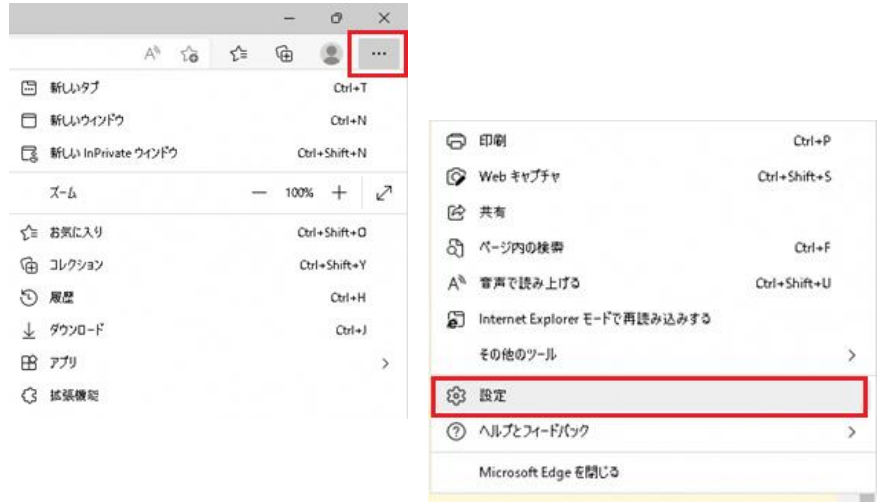 新しいタブ Ctrl+T
新しいウィンドウ Ctrl+N
新しい InPrivate ウィンドウ Ctrl+Shift+N
ズーム — 100% +
お気に入り Ctrl+Shift+O
コレクション Ctrl+Shift+Y
履歴 Ctrl+H
ダウンロード Ctrl+J
アプリ
拡張機能
印刷 Ctrl+P
Web キャプチャ Ctrl+Shift+S
共有
ページ内の検索 Ctrl+F
音声で読み上げる Ctrl+Shift+U
Internet Explorer モードで再読み込みする
その他のツール
設定
ヘルプとフィードバック
Microsoft Edge を閉じる